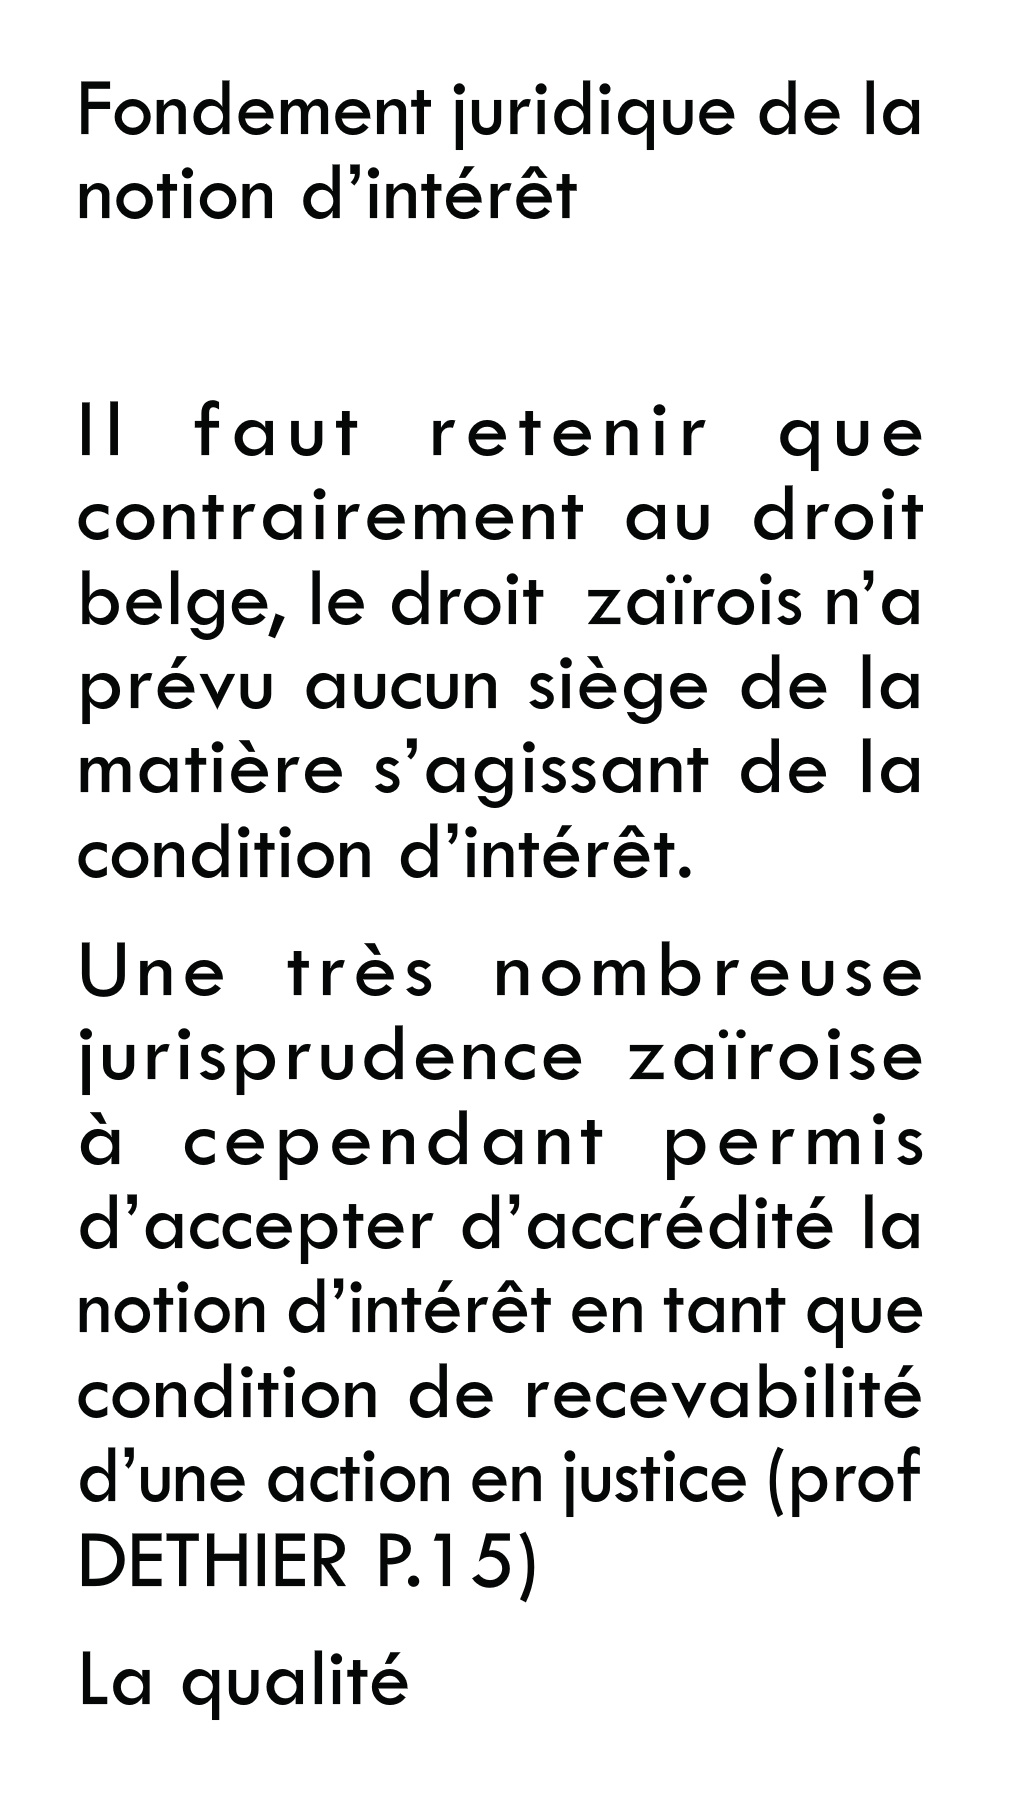 Fondement juridique de la
notion d’intérêt
Il faut retenir que
contrairement au droit
belge, le droit zaïrois n’a
prévu aucun siège de la
matière s’agissant de la
condition d’intérêt.
Une très nombreuse
jurisprudence zaïroise
à cependant permis
d’accepter d’accrédité la
notion d’intérêt en tant que
condition de recevabilité
d’une action en justice (prof
DETHIER P.15)
La qualité